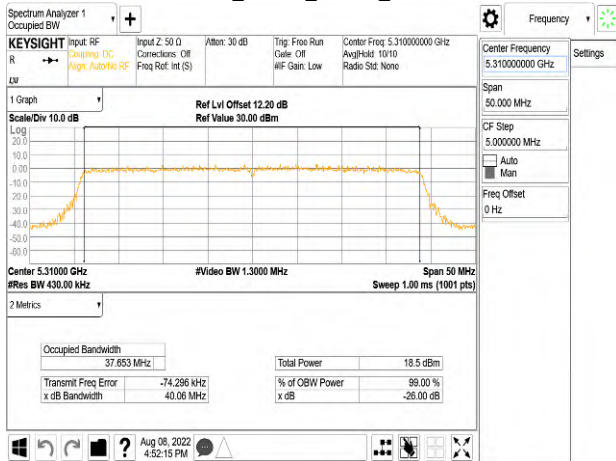 Spectrum Analyzer 1
Occupied BW
Frequency
KEYSIGHT
R
Input: RF
Coupling: DC
Align: Auto/No RF
Input Z: 50 Ω
Corrections: Off
Freq Ref: Int (S)
Atten: 30 dB
Trig: Free Run
Gate: Off
#IF Gain: Low
Center Freq: 5.310000000 GHz
Avg|Hold: 10/10
Radio Std: None
Center Frequency
5.310000000 GHz
Settings
Span
50.000 MHz
CF Step
5.000000 MHz
Auto
Man
Freq Offset
0 Hz
1 Graph
Scale/Div 10.0 dB
Ref Lvl Offset 12.20 dB
Ref Value 30.00 dBm
Log
20.0
10.0
0.00
-10.0
-20.0
-30.0
-40.0
-50.0
-60.0
Center 5.31000 GHz
#Video BW 1.3000 MHz
Span 50 MHz
#Res BW 430.00 kHz
Sweep 1.00 ms (1001 pts)
2 Metrics
Occupied Bandwidth
37.653 MHz
Total Power 18.5 dBm
Transmit Freq Error -74.296 kHz
% of OBW Power 99.00 %
x dB Bandwidth 40.06 MHz
x dB -26.00 dB
?
Aug 08, 2022
4:52:15 PM